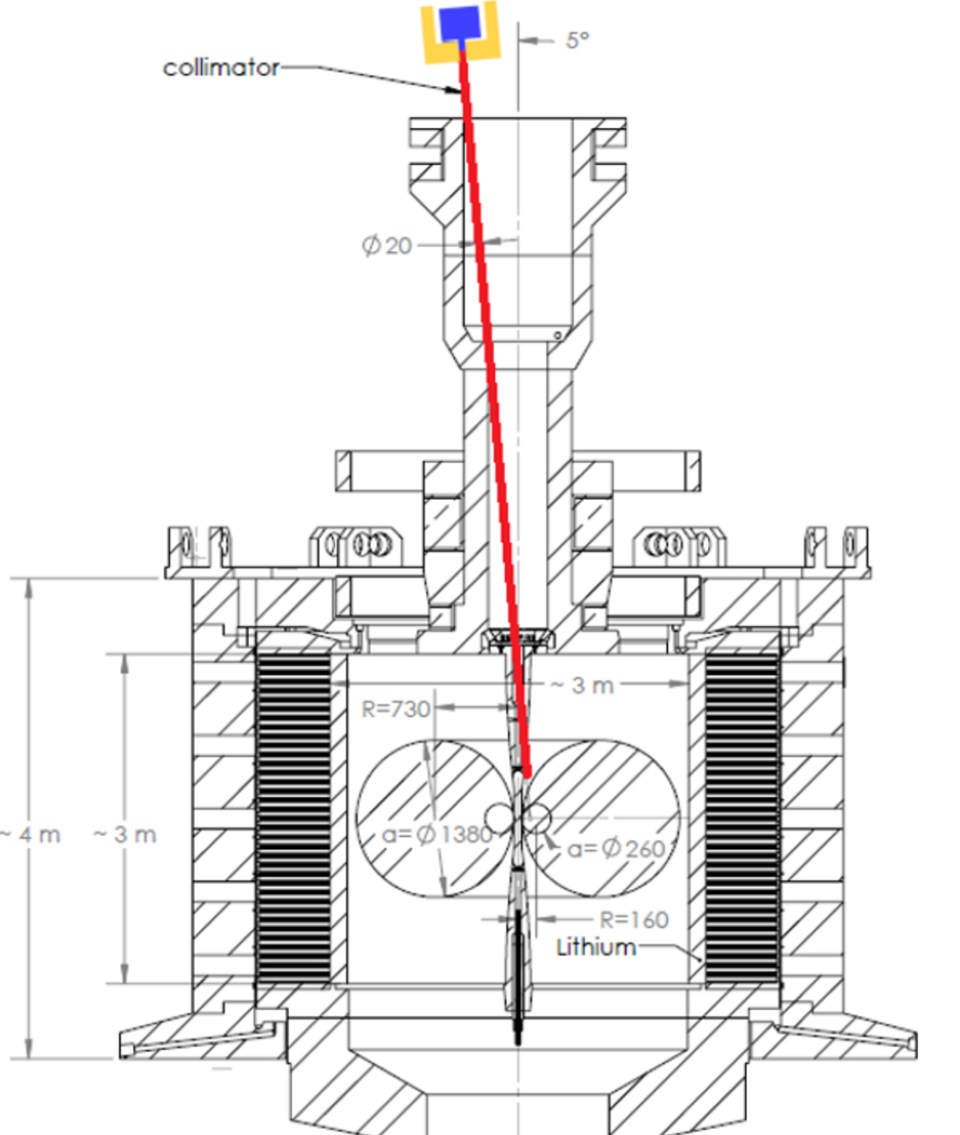 5°
collimator
Ø20
~ 3 m
R=730
~ 4 m
~ 3 m
a=Ø1380
a=Ø260
R=160
Lithium